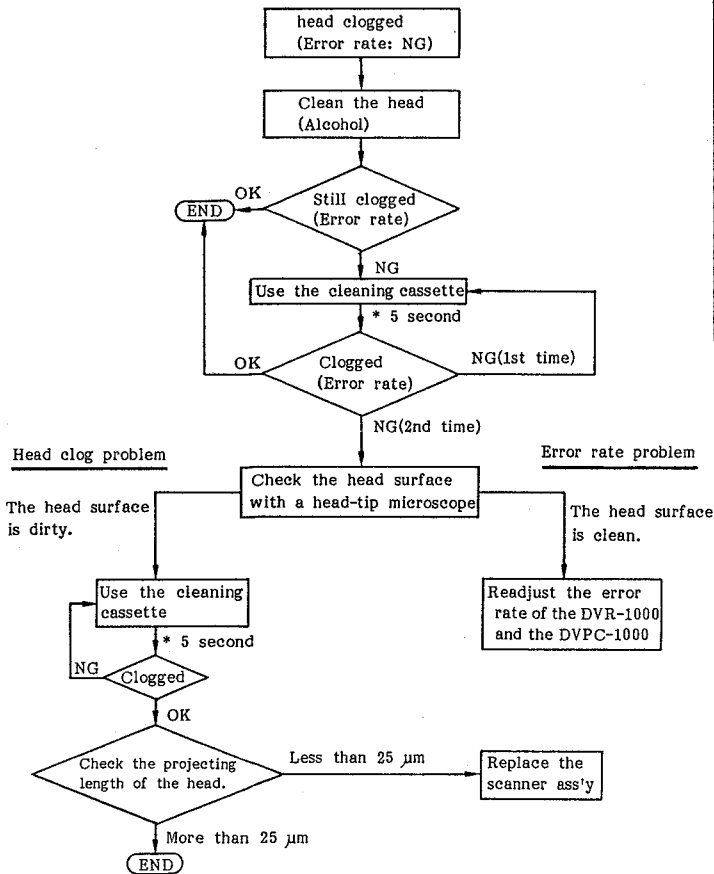 head clogged
(Error rate: NG)
Clean the head
(Alcohol)
OK
END
Still clogged
(Error rate)
NG
Use the cleaning cassette
* 5 second
OK
Clogged
(Error rate)
NG(1st time)
NG(2nd time)
Head clog problem
Error rate problem
Check the head surface
with a head-tip microscope
The head surface
is dirty.
The head surface
is clean.
Use the cleaning
cassette
* 5 second
NG
Clogged
OK
Readjust the error
rate of the DVR-1000
and the DVPC-1000
Check the projecting
length of the head.
Less than 25 μm
Replace the
scanner ass'y
More than 25 μm
END